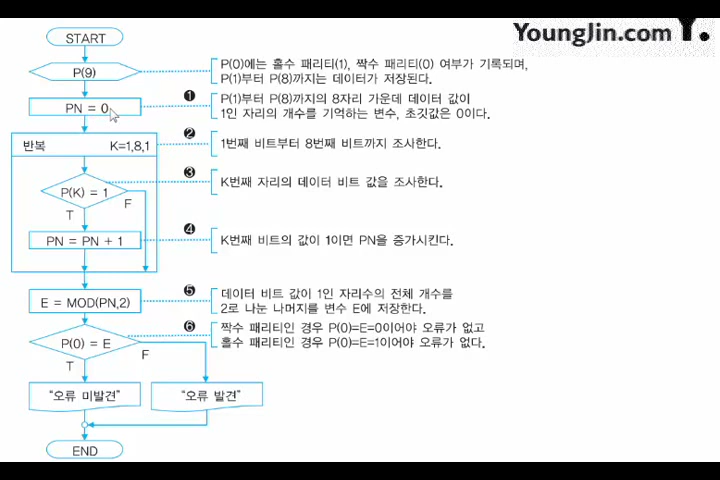 YoungJin.com Y.
START
P(9)
P(0)에는 홀수 패리티(1), 짝수 패리티(0) 여부가 기록되며,
P(1)부터 P(8)까지는 데이터가 저장된다.
PN = 0
❶
P(1)부터 P(8)까지의 8자리 가운데 데이터 값이
1인 자리의 개수를 기억하는 변수, 초깃값은 0이다.
반복 K=1,8,1
❷
1번째 비트부터 8번째 비트까지 조사한다.
P(K) = 1
❸
K번째 자리의 데이터 비트 값을 조사한다.
T
F
PN = PN + 1
❹
K번째 비트의 값이 1이면 PN을 증가시킨다.
E = MOD(PN,2)
❺
데이터 비트 값이 1인 자리수의 전체 개수를
2로 나눈 나머지를 변수 E에 저장한다.
P(0) = E
❻
짝수 패리티인 경우 P(0)=E=0이어야 오류가 없고
홀수 패리티인 경우 P(0)=E=1이어야 오류가 없다.
T
F
"오류 미발견"
"오류 발견"
END